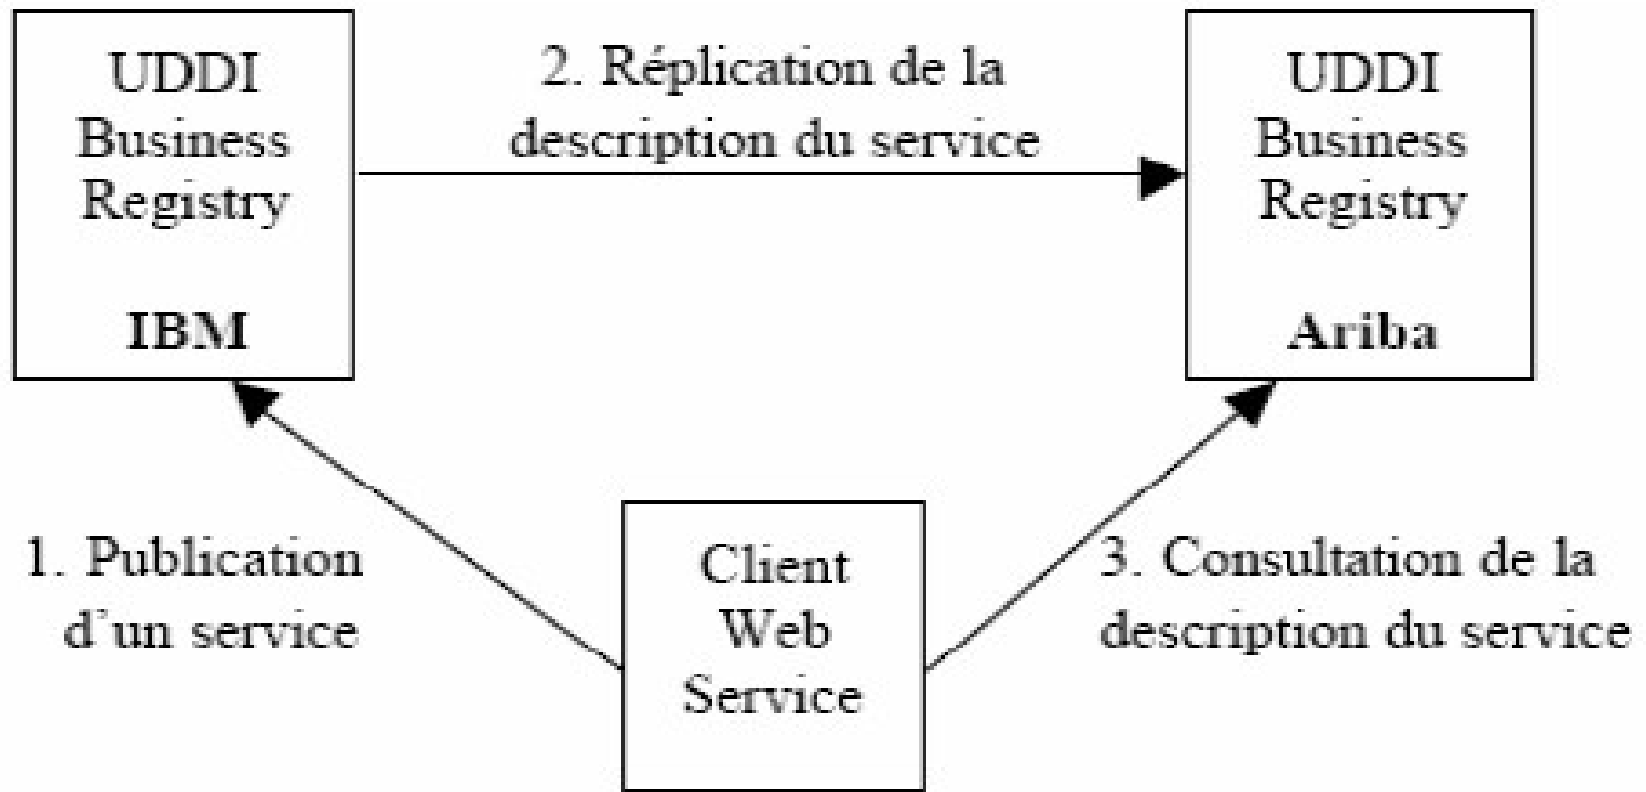 UDDI
Business
Registry
IBM
2. Réplication de la
description du service
UDDI
Business
Registry
Ariba
1. Publication
d'un service
Client
Web
Service
3. Consultation de la
description du service